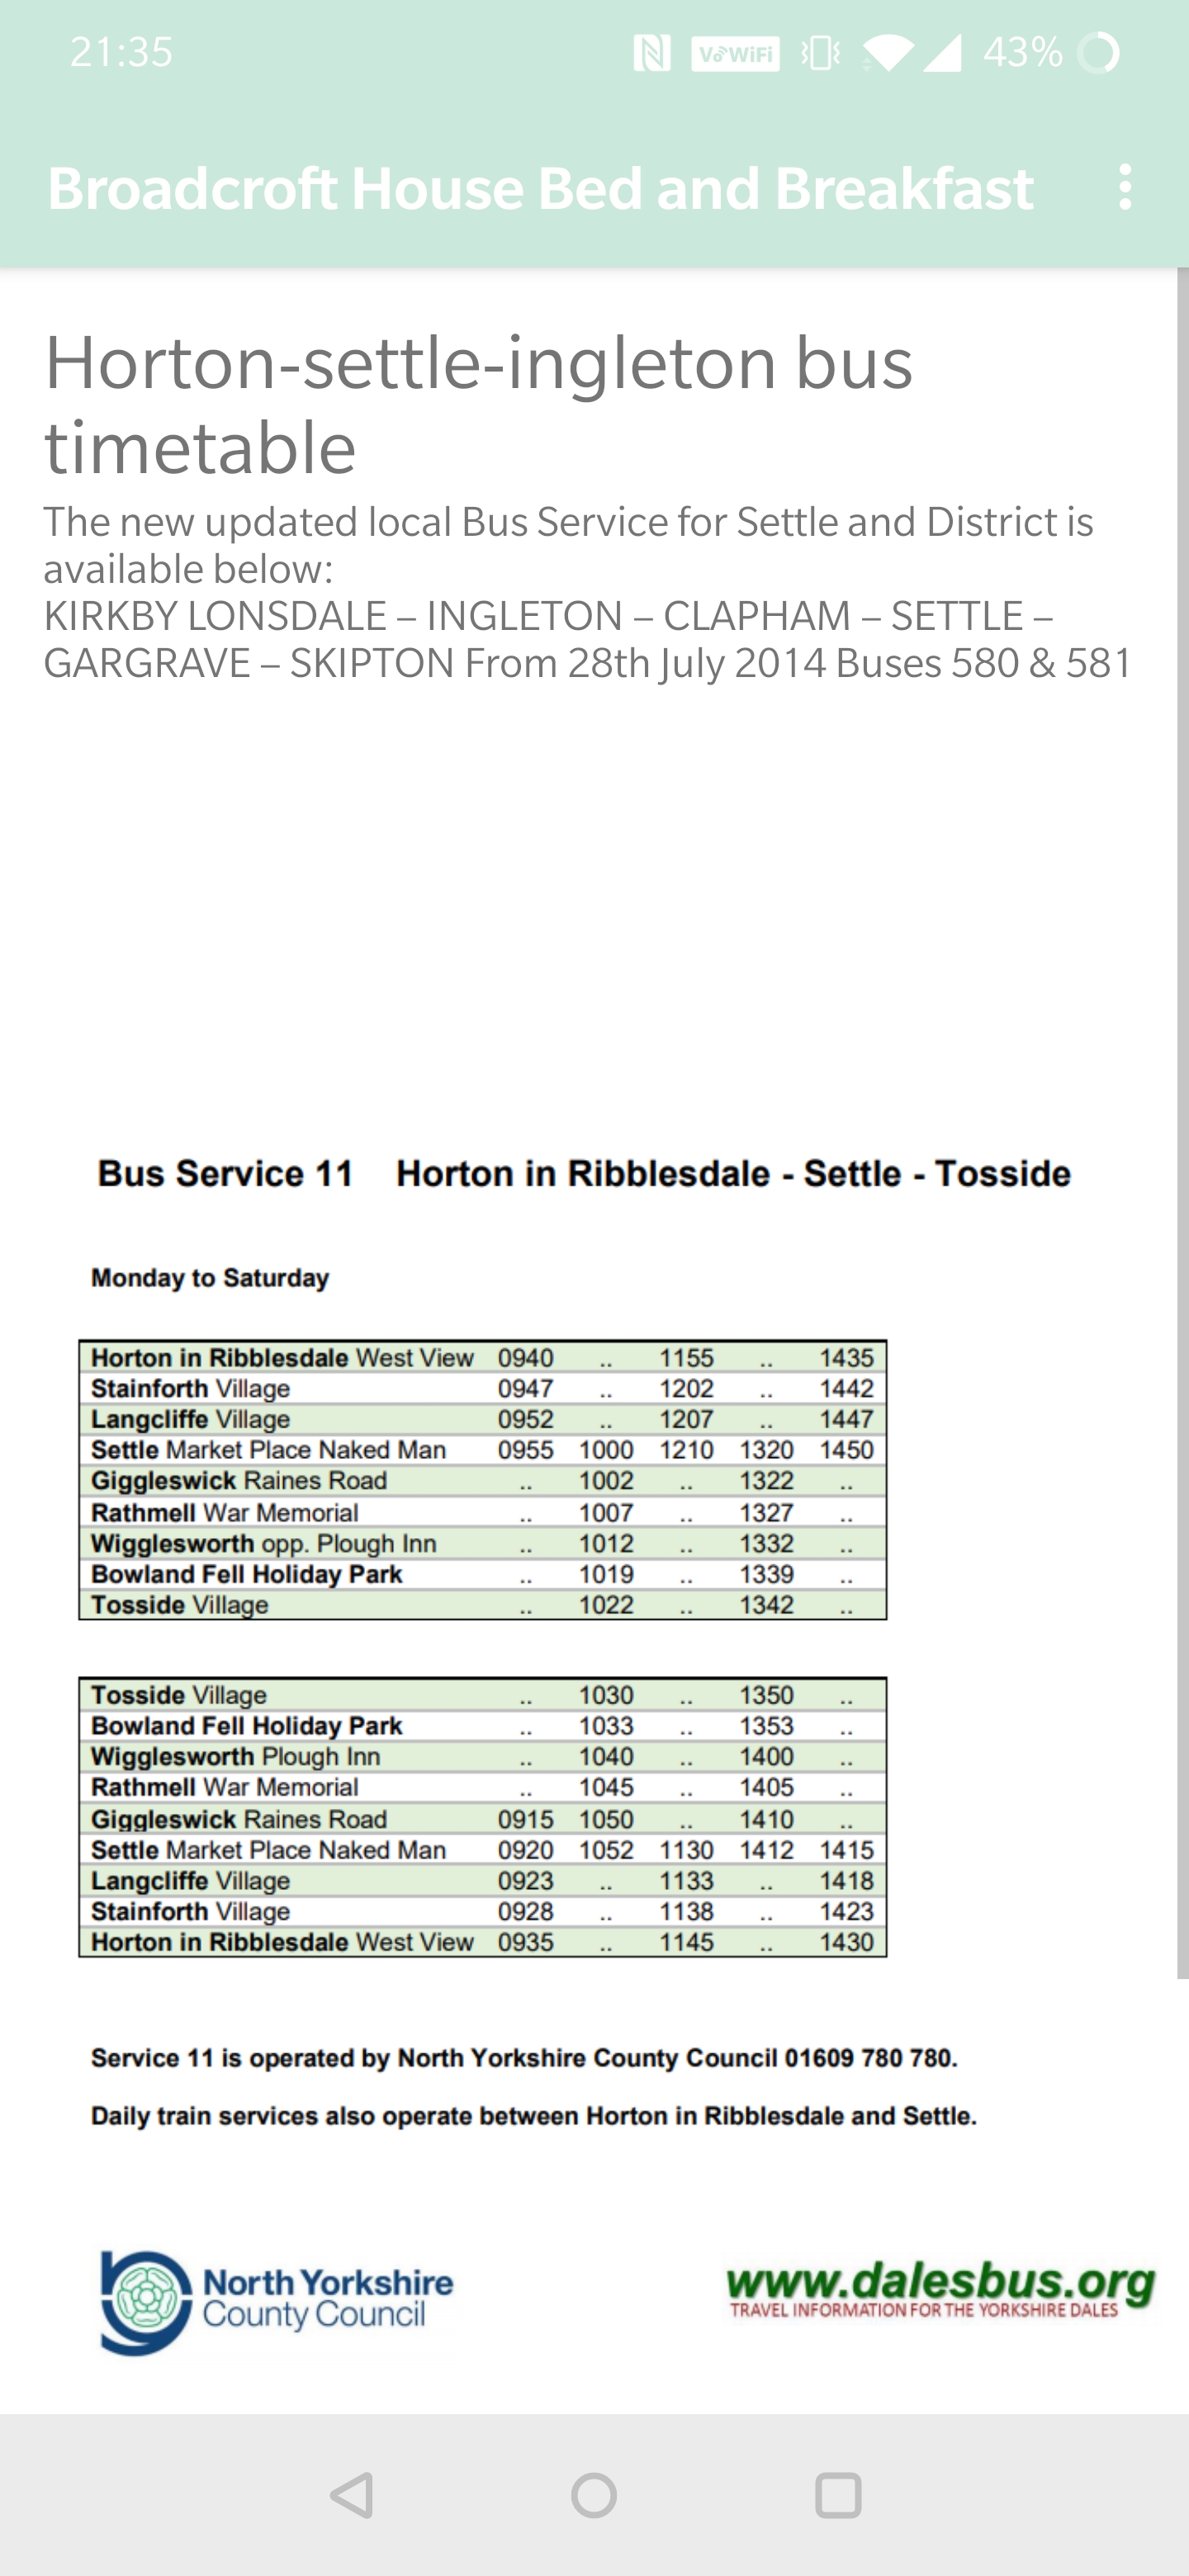 21:35 VoWiFi 43%
Broadcroft House Bed and Breakfast
Horton-settle-ingleton bus
timetable
The new updated local Bus Service for Settle and District is
available below:
KIRKBY LONSDALE – INGLETON – CLAPHAM – SETTLE –
GARGRAVE – SKIPTON From 28th July 2014 Buses 580 & 581
Bus Service 11 Horton in Ribblesdale - Settle - Tosside
Monday to Saturday
Horton in Ribblesdale West View 0940 .. 1155 .. 1435
Stainforth Village 0947 .. 1202 .. 1442
Langcliffe Village 0952 .. 1207 .. 1447
Settle Market Place Naked Man 0955 1000 1210 1320 1450
Giggleswick Raines Road .. 1002 .. 1322 ..
Rathmell War Memorial .. 1007 .. 1327 ..
Wigglesworth opp. Plough Inn .. 1012 .. 1332 ..
Bowland Fell Holiday Park .. 1019 .. 1339 ..
Tosside Village .. 1022 .. 1342 ..
Tosside Village .. 1030 .. 1350 ..
Bowland Fell Holiday Park .. 1033 .. 1353 ..
Wigglesworth Plough Inn .. 1040 .. 1400 ..
Rathmell War Memorial .. 1045 .. 1405 ..
Giggleswick Raines Road 0915 1050 .. 1410 ..
Settle Market Place Naked Man 0920 1052 1130 1412 1415
Langcliffe Village 0923 .. 1133 .. 1418
Stainforth Village 0928 .. 1138 .. 1423
Horton in Ribblesdale West View 0935 .. 1145 .. 1430
Service 11 is operated by North Yorkshire County Council 01609 780 780.
Daily train services also operate between Horton in Ribblesdale and Settle.
North Yorkshire
County Council
www.dalesbus.org
TRAVEL INFORMATION FOR THE YORKSHIRE DALES